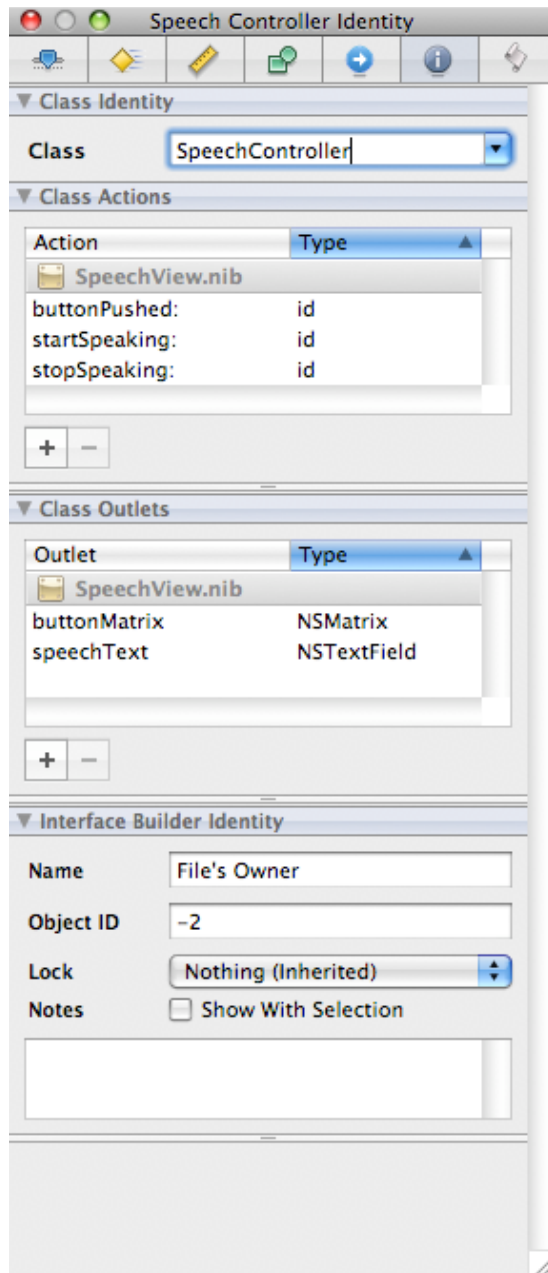 Speech Controller Identity
Class Identity
Class SpeechController
Class Actions
Action Type
SpeechView.nib
buttonPushed: id
startSpeaking: id
stopSpeaking: id
+ −
Class Outlets
Outlet Type
SpeechView.nib
buttonMatrix NSMatrix
speechText NSTextField
+ −
Interface Builder Identity
Name File's Owner
Object ID -2
Lock Nothing (Inherited)
Notes Show With Selection